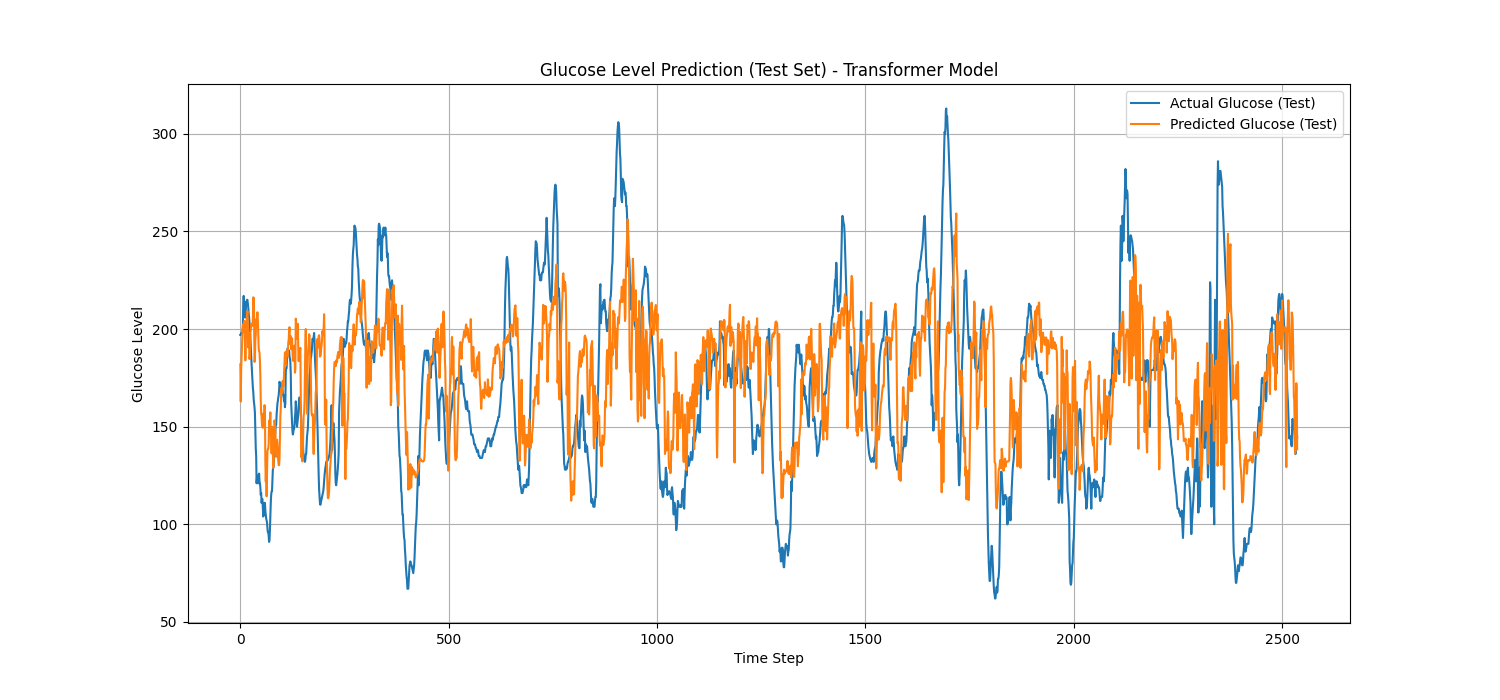 Glucose Level Prediction (Test Set) - Transformer Model
Actual Glucose (Test)
Predicted Glucose (Test)
Glucose Level
300
250
200
150
100
50
0
500
1000
1500
2000
2500
Time Step